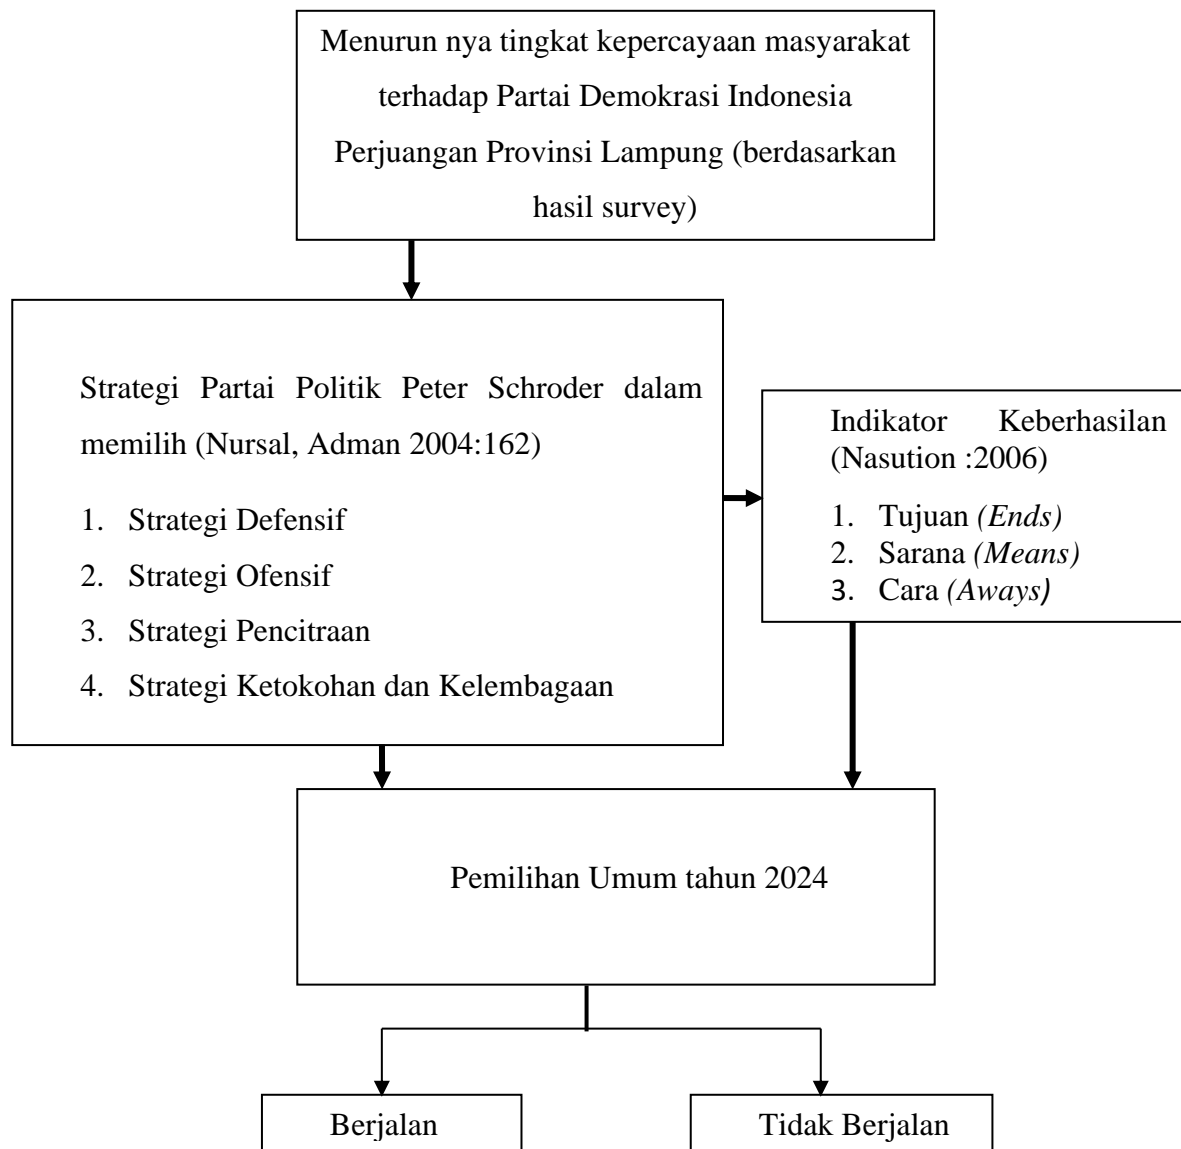 Menurun nya tingkat kepercayaan masyarakat
terhadap Partai Demokrasi Indonesia
Perjuangan Provinsi Lampung (berdasarkan
hasil survey)
Strategi Partai Politik Peter Schroder dalam
memilih (Nursal, Adman 2004:162)
1. Strategi Defensif
2. Strategi Ofensif
3. Strategi Pencitraan
4. Strategi Ketokohan dan Kelembagaan
Indikator Keberhasilan
(Nasution :2006)
1. Tujuan (Ends)
2. Sarana (Means)
3. Cara (Aways)
Pemilihan Umum tahun 2024
Berjalan
Tidak Berjalan